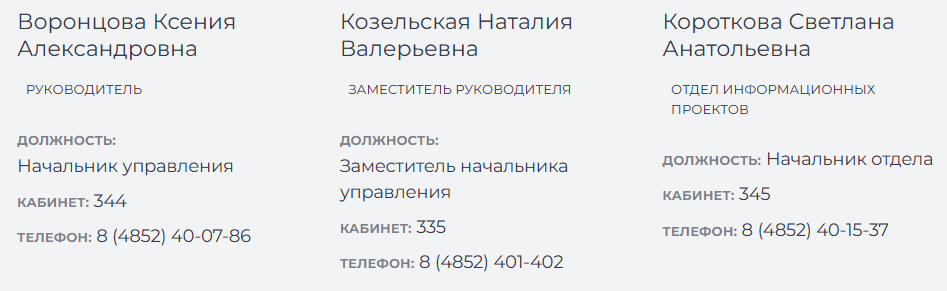 Воронцова Ксения
Александровна
РУКОВОДИТЕЛЬ
ДОЛЖНОСТЬ:
Начальник управления
КАБИНЕТ: 344
ТЕЛЕФОН: 8 (4852) 40-07-86
Козельская Наталия
Валерьевна
ЗАМЕСТИТЕЛЬ РУКОВОДИТЕЛЯ
ДОЛЖНОСТЬ:
Заместитель начальника
управления
КАБИНЕТ: 335
ТЕЛЕФОН: 8 (4852) 401-402
Короткова Светлана
Анатольевна
ОТДЕЛ ИНФОРМАЦИОННЫХ
ПРОЕКТОВ
ДОЛЖНОСТЬ: Начальник отдела
КАБИНЕТ: 345
ТЕЛЕФОН: 8 (4852) 40-15-37